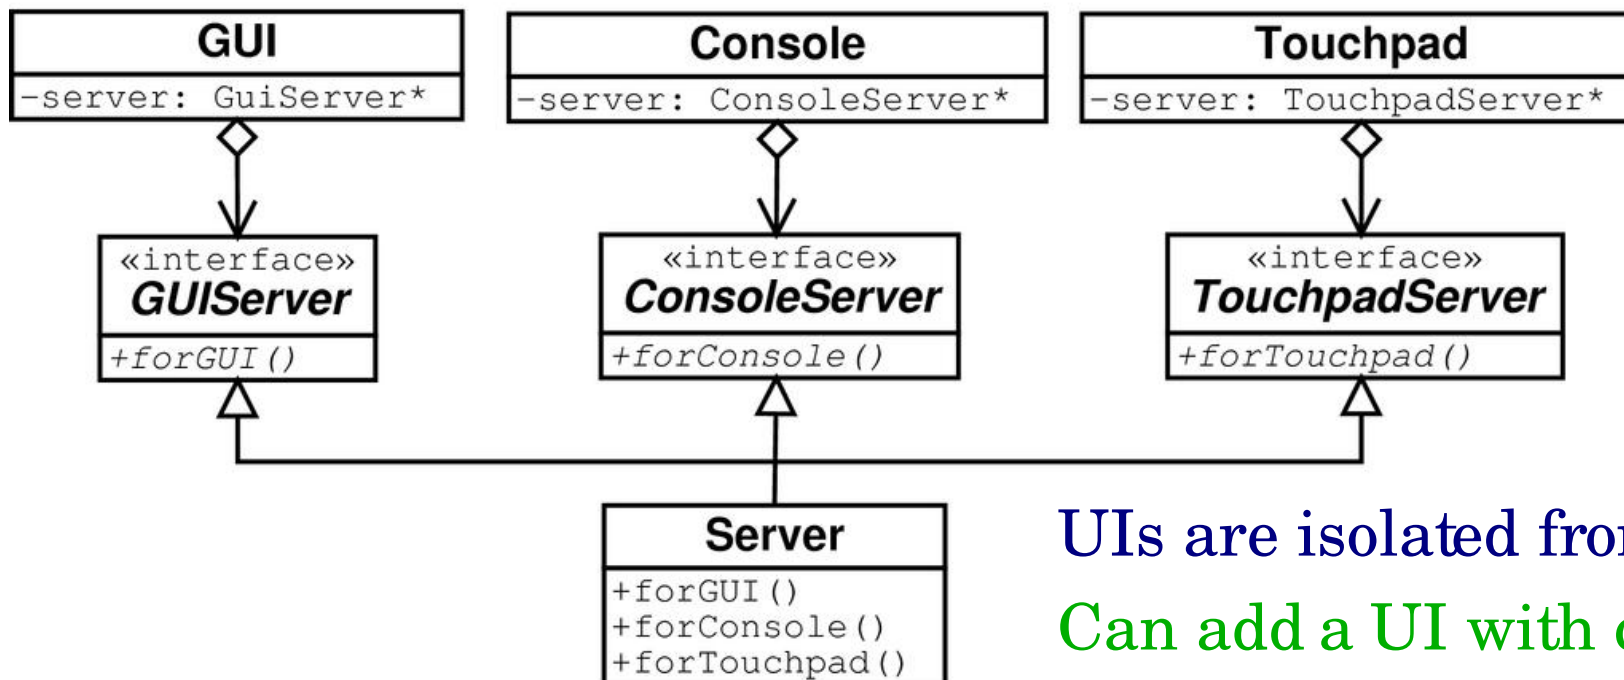 GUI
-server: GuiServer*
Console
-server: ConsoleServer*
Touchpad
-server: TouchpadServer*
«interface»
GUIServer
+forGUI()
«interface»
ConsoleServer
+forConsole()
«interface»
TouchpadServer
+forTouchpad()
Server
+forGUI()
+forConsole()
+forTouchpad()
UIs are isolated
Can add a UI with